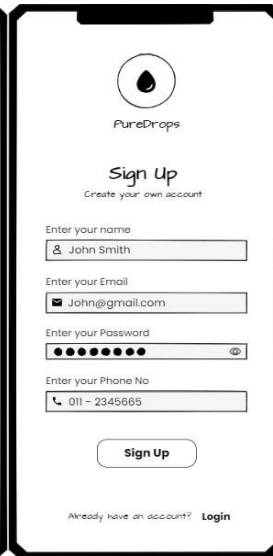 PureDrops
Sign Up
Create your own account
Enter your name
John Smith
Enter your Email
John@gmail.com
Enter your Password
●●●●●●●●
Enter your Phone No
011 - 2345665
Sign Up
Already have an account? Login